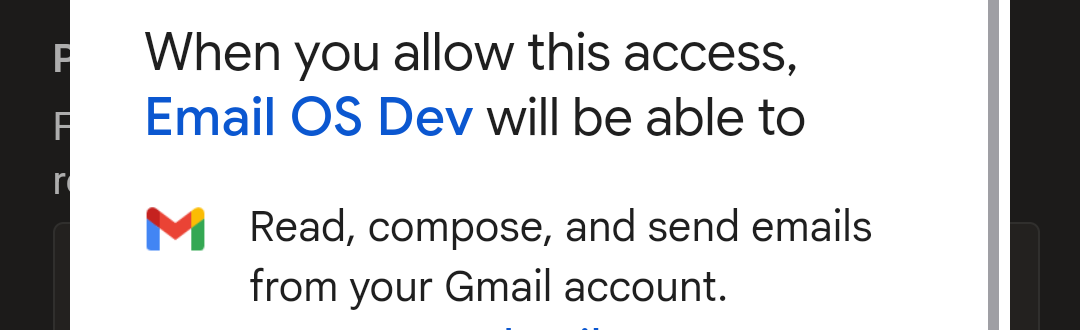 When you allow this access,
Email OS Dev will be able to
Read, compose, and send emails
from your Gmail account.